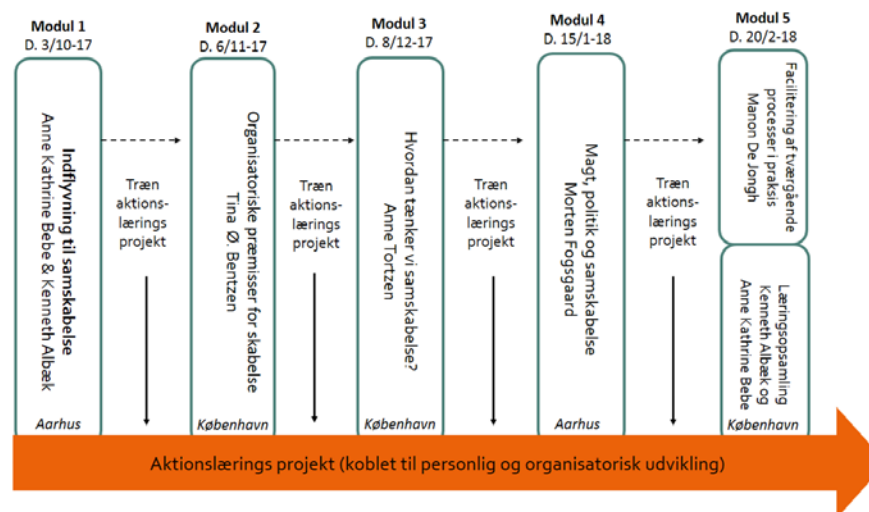 Modul 1
D. 3/10-17
Indflyvning til samskabelse
Anne Kathrine Bebe & Kenneth Albæk
Aarhus
Træn
aktions-
lærings
projekt
Modul 2
D. 6/11-17
Organisatoriske præmisser for skabelse
Tina Ø. Bentzen
København
Træn
aktions-
lærings
projekt
Modul 3
D. 8/12-17
Hvordan tænker vi samskabelse?
Anne Tortzen
København
Træn
aktions-
lærings
projekt
Modul 4
D. 15/1-18
Magt, politik og samskabelse
Morten Fogsgaard
Aarhus
Træn
aktions-
lærings
projekt
Modul 5
D. 20/2-18
Facilitering af tværgående
processer i praksis
Manon De Jongh
Læringsopsamling
Kenneth Albæk og
Anne Kathrine Bebe
København
Aktionslærings projekt (koblet til personlig og organisatorisk udvikling)